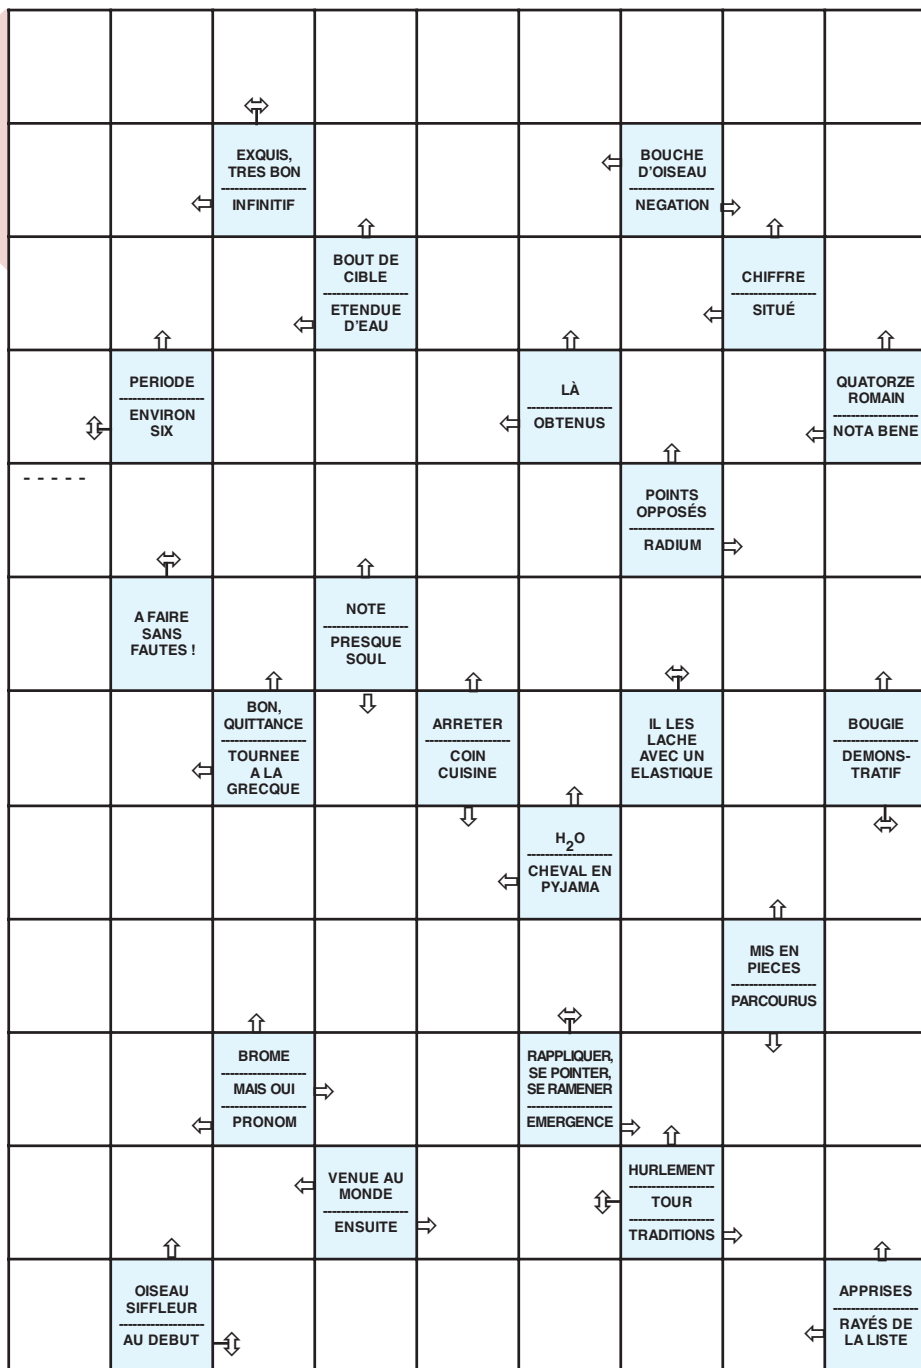 EXQUIS,
TRES BON
INFINITIF
BOUCHE
D'OISEAU
NEGATION
BOUT DE
CIBLE
ETENDUE
D'EAU
CHIFFRE
SITUÉ
PERIODE
ENVIRON
SIX
LÀ
OBTENUS
QUATORZE
ROMAIN
NOTA BENE
- - - - -
POINTS
OPPOSÉS
RADIUM
A FAIRE
SANS
FAUTES !
NOTE
PRESQUE
SOUL
BON,
QUITTANCE
TOURNEE
A LA
GRECQUE
ARRETER
COIN
CUISINE
IL LES
LACHE
AVEC UN
ELASTIQUE
BOUGIE
DEMONS-
TRATIF
H2O
CHEVAL EN
PYJAMA
MIS EN
PIECES
PARCOURUS
BROME
MAIS OUI
PRONOM
RAPPLIQUER,
SE POINTER,
SE RAMENER
EMERGENCE
VENUE AU
MONDE
ENSUITE
HURLEMENT
TOUR
TRADITIONS
OISEAU
SIFFLEUR
AU DEBUT
APPRISES
RAYÉS DE
LA LISTE